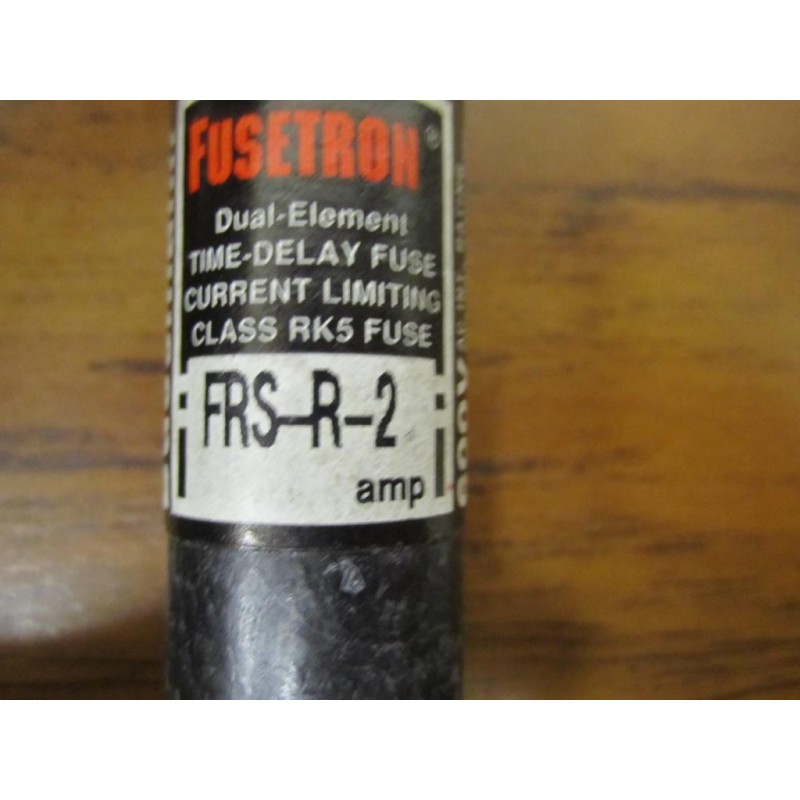 FUSETRON®
Dual-Element
TIME-DELAY FUSE
CURRENT LIMITING
CLASS RK5 FUSE
FRS-R-2
amp